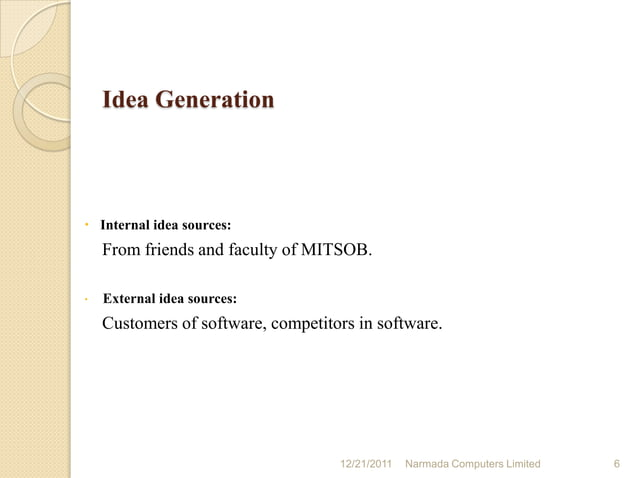 Idea Generation
• Internal idea sources:
From friends and faculty of MITSOB.
• External idea sources:
Customers of software, competitors in software.
12/21/2011 Narmada Computers Limited 6